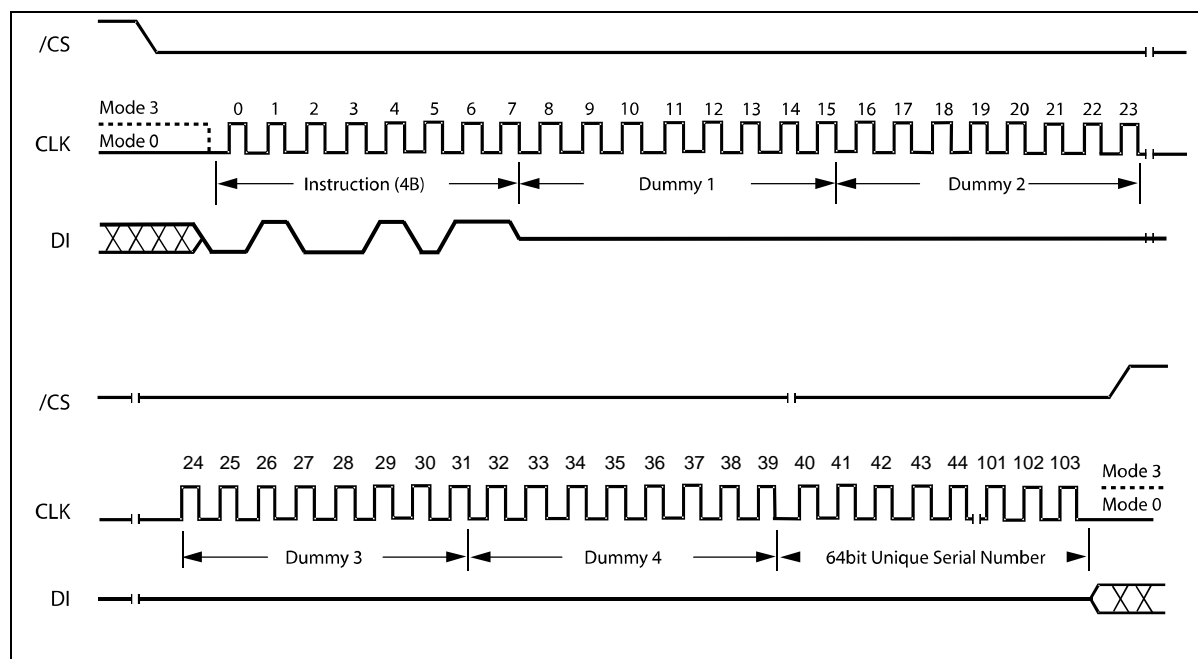 /CS
Mode 3
0 1 2 3 4 5 6 7 8 9 10 11 12 13 14 15 16 17 18 19 20 21 22 23
CLK
Mode 0
Instruction (4B) Dummy 1 Dummy 2
DI
/CS
24 25 26 27 28 29 30 31 32 33 34 35 36 37 38 39 40 41 42 43 44 101 102 103
Mode 3
CLK
Mode 0
Dummy 3 Dummy 4 64bit Unique Serial Number
DI